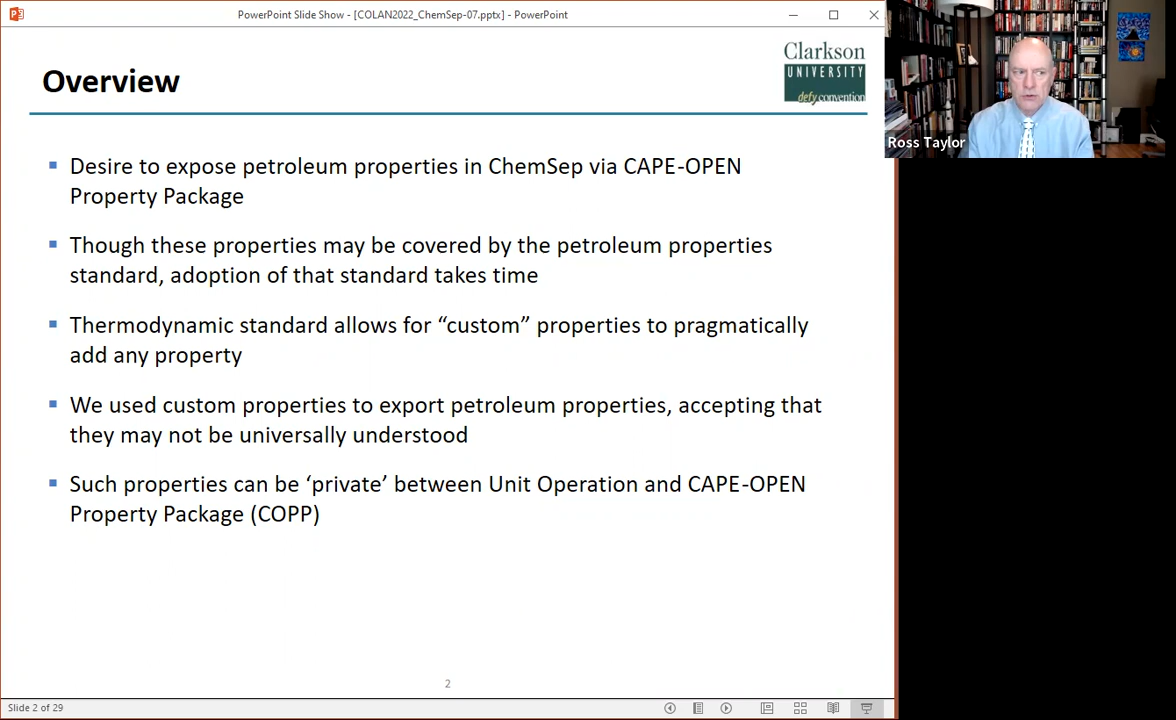 PowerPoint Slide Show - [COLAN2022_ChemSep-07.pptx] - PowerPoint
Overview
Clarkson
UNIVERSITY
defy convention
Ross Taylor
Desire to expose petroleum properties in ChemSep via CAPE-OPEN
Property Package
Though these properties may be covered by the petroleum properties
standard, adoption of that standard takes time
Thermodynamic standard allows for “custom” properties to pragmatically
add any property
We used custom properties to export petroleum properties, accepting that
they may not be universally understood
Such properties can be ‘private’ between Unit Operation and CAPE-OPEN
Property Package (COPP)
2
Slide 2 of 29